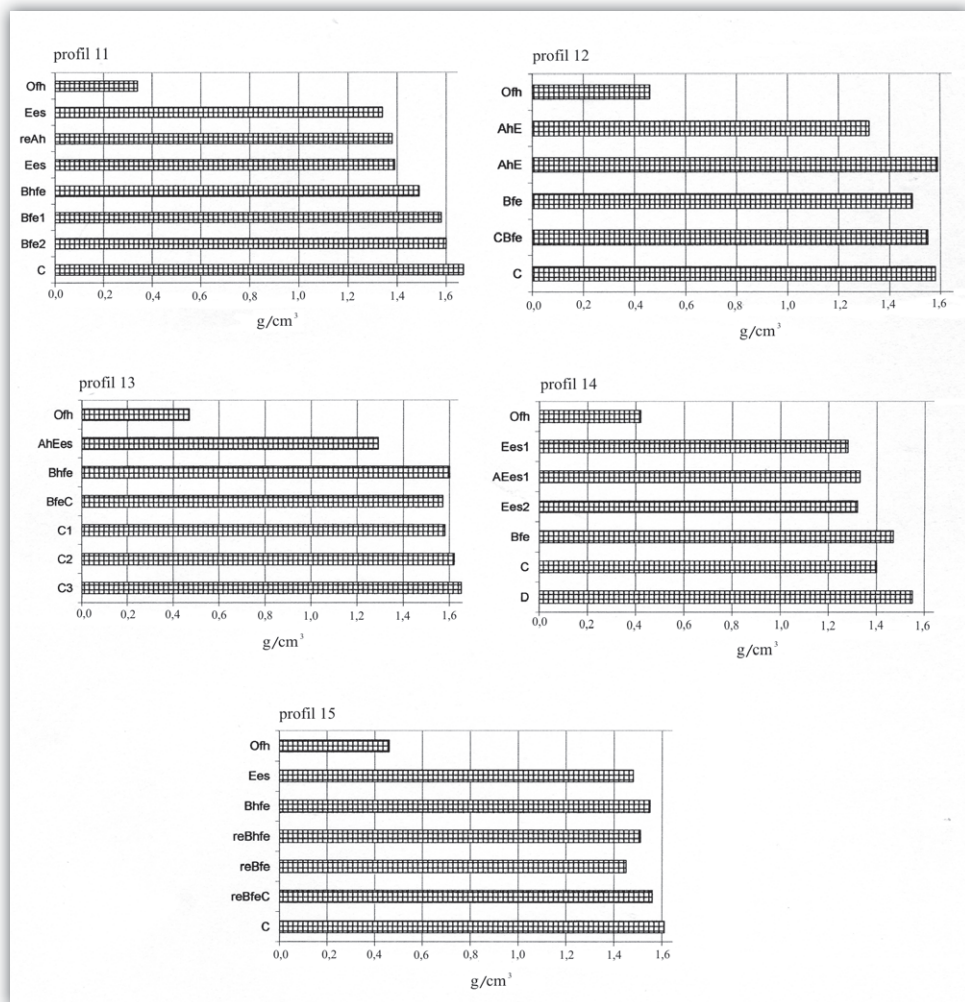 profil 11
Ofh
Ees
reAh
Ees
Bhfe
Bfe1
Bfe2
C
0,0 0,2 0,4 0,6 0,8 1,0 1,2 1,4 1,6
g/cm³
profil 12
Ofh
AhE
AhE
Bfe
CBfe
C
0,0 0,2 0,4 0,6 0,8 1,0 1,2 1,4 1,6
g/cm³
profil 13
Ofh
AhEes
Bhfe
BfeC
C1
C2
C3
0,0 0,2 0,4 0,6 0,8 1,0 1,2 1,4 1,6
g/cm³
profil 14
Ofh
Ees1
AEes1
Ees2
Bfe
C
D
0,0 0,2 0,4 0,6 0,8 1,0 1,2 1,4 1,6
g/cm³
profil 15
Ofh
Ees
Bhfe
reBhfe
reBfe
reBfeC
C
0,0 0,2 0,4 0,6 0,8 1,0 1,2 1,4 1,6
g/cm³